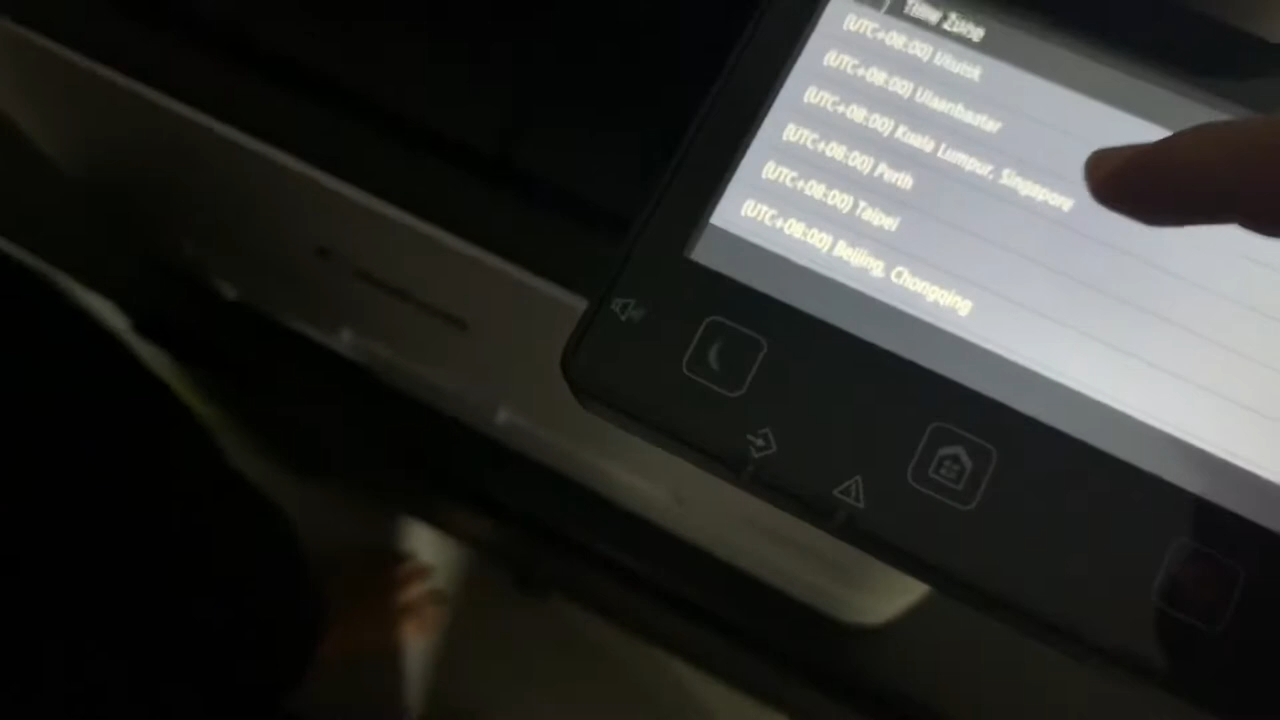 Time Zone
(UTC+08:00) Irkutsk
(UTC+08:00) Ulaanbaatar
(UTC+08:00) Kuala Lumpur, Singapore
(UTC+08:00) Perth
(UTC+08:00) Taipei
(UTC+08:00) Beijing, Chongqing